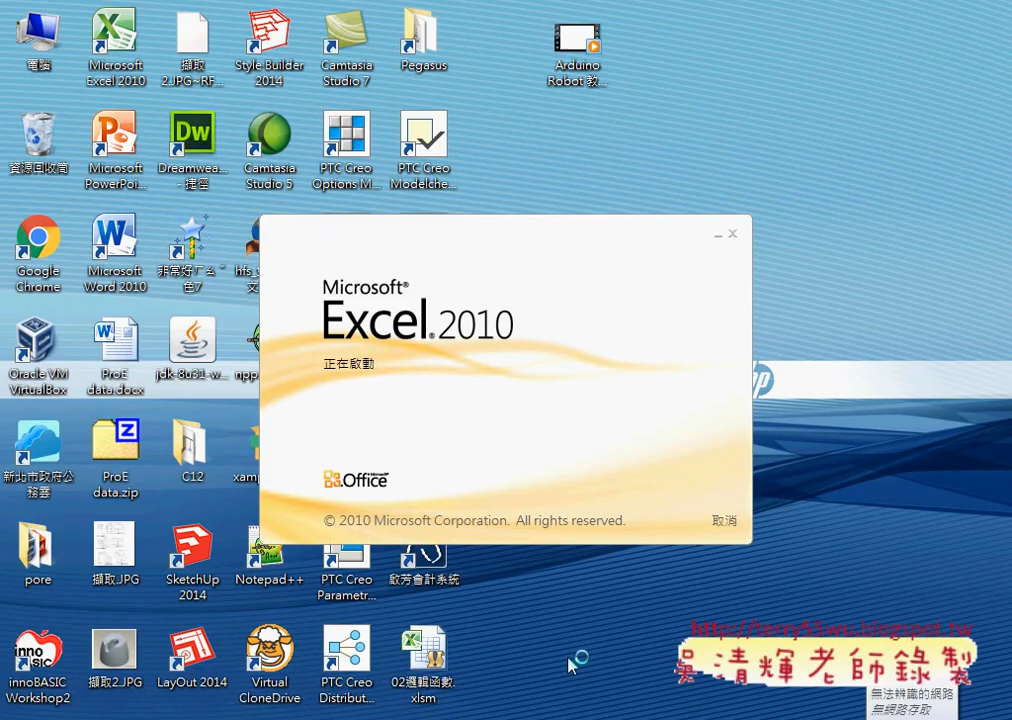 電腦
Microsoft
Excel 2010
擷取
2.JPG~RF...
Style Builder
2014
Camtasia
Studio 7
Pegasus
Arduino
Robot 教...
資源回收筒
Microsoft
PowerPoi...
Dreamwea...
- 捷徑
Camtasia
Studio 5
PTC Creo
Options M...
PTC Creo
Modelche...
Google
Chrome
Microsoft
Word 2010
非常好ㄏㄠˇ
色7
Oracle VM
VirtualBox
ProE
data.docx
jdk-8u31-w...
npp
新北市政府公
務雲
ProE
data.zip
C12
xam
pore
擷取.JPG
SketchUp
2014
Notepad++
PTC Creo
Parametr...
啟芳會計系統
innoBASIC
Workshop2
擷取2.JPG
LayOut 2014
Virtual
CloneDrive
PTC Creo
Distribut...
02邏輯函數.
xlsm
Microsoft®
Excel®2010
正在啟動
Microsoft®
Office
© 2010 Microsoft Corporation. All rights reserved.
取消
hp
http://terry55wu.blogspot.tw
吳清輝老師錄製
無法辨識的網路
無網路存取